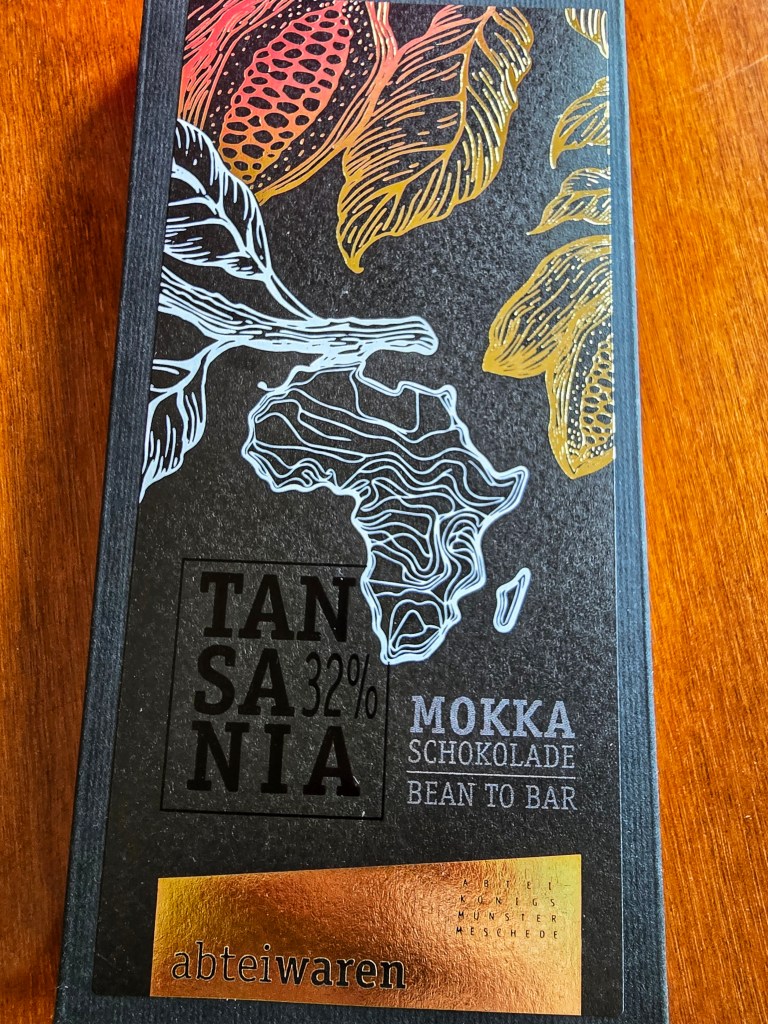 TAN
SA 32%
NIA
MOKKA
SCHOKOLADE
BEAN TO BAR
ABTEI
KÖNIGS
MÜNSTER
MESCHEDE
abteiwaren